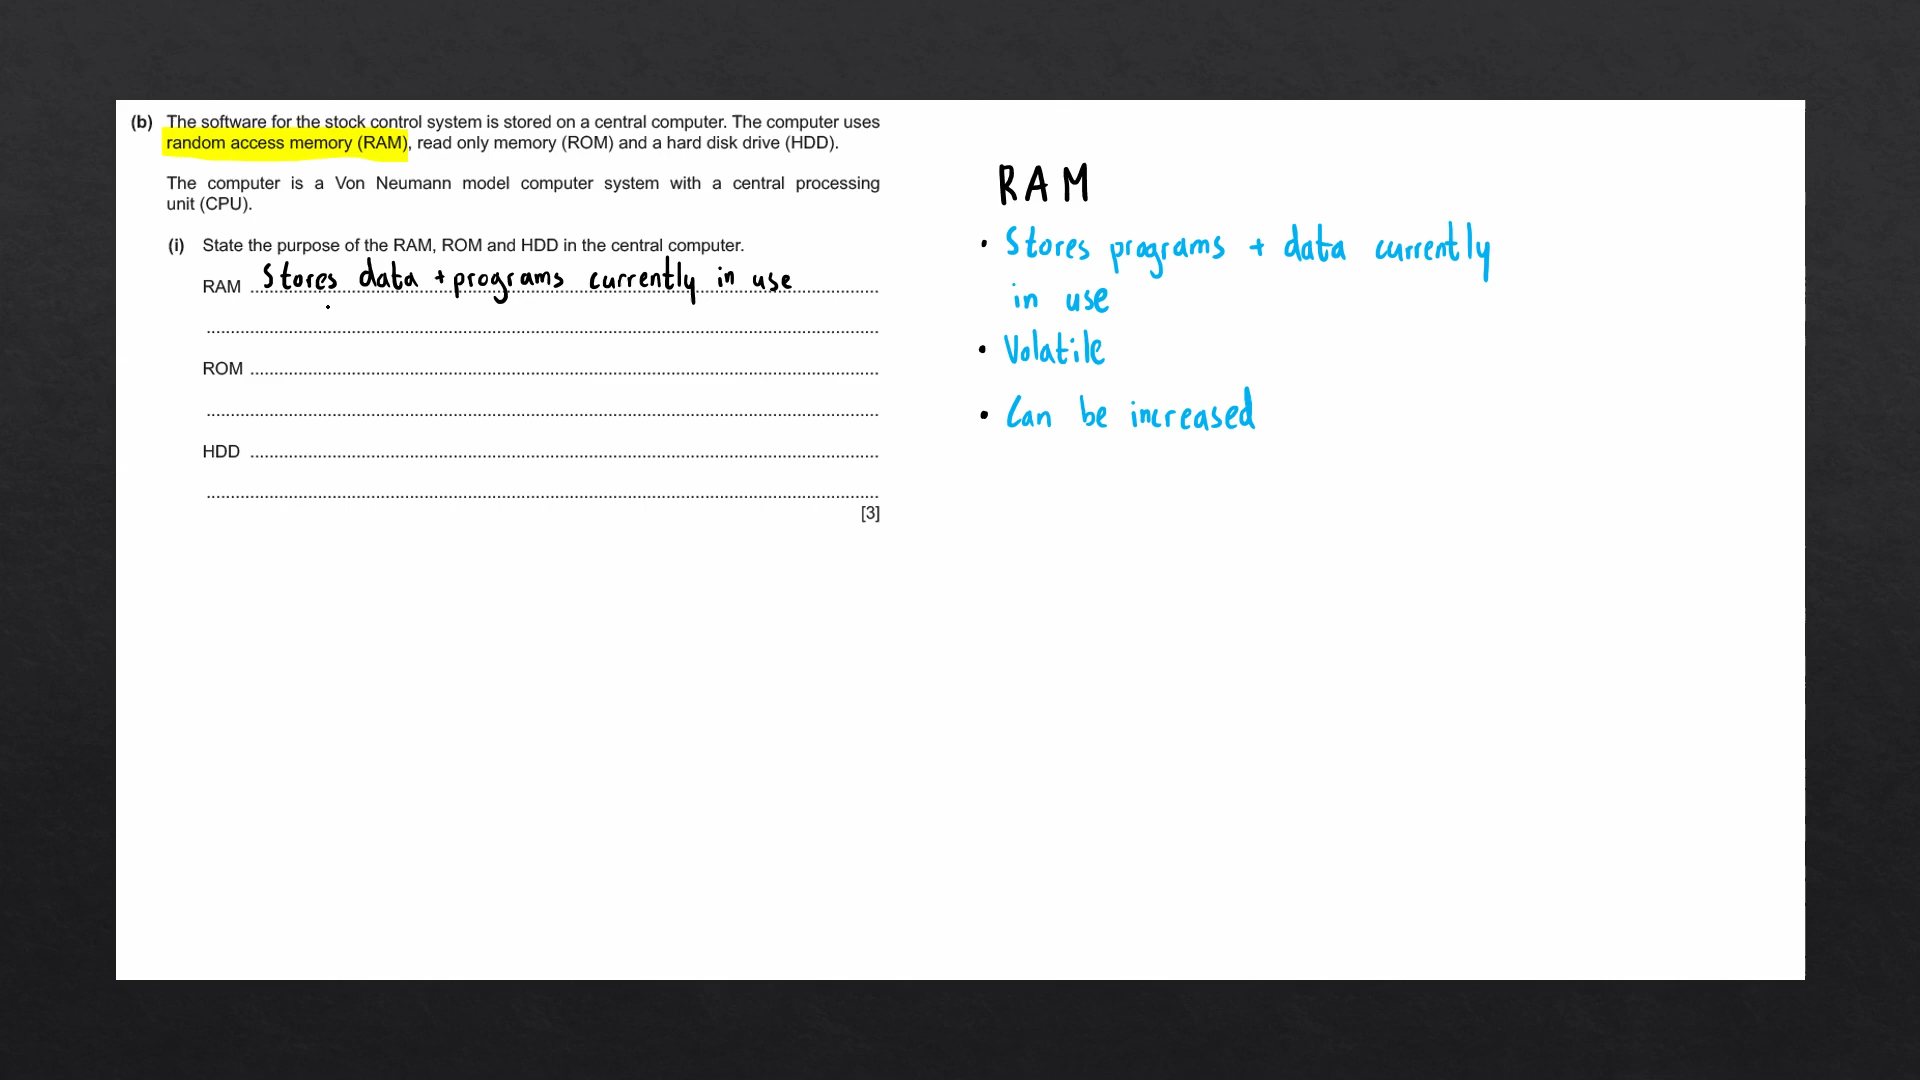 (b) The software for the stock control system is stored on a central computer. The computer uses
random access memory (RAM), read only memory (ROM) and a hard disk drive (HDD).
The computer is a Von Neumann model computer system with a central processing
unit (CPU).
(i) State the purpose of the RAM, ROM and HDD in the central computer.
RAM Stores data + programs currently in use
ROM
HDD
[3]
RAM
• Stores programs + data currently
in use
• Volatile
• Can be increased